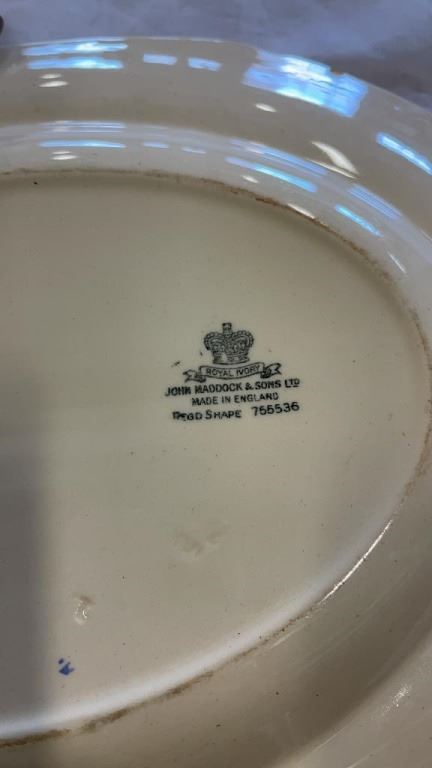 ROYAL IVORY
JOHN MADDOCK & SONS LTD
MADE IN ENGLAND
REGD SHAPE 755536